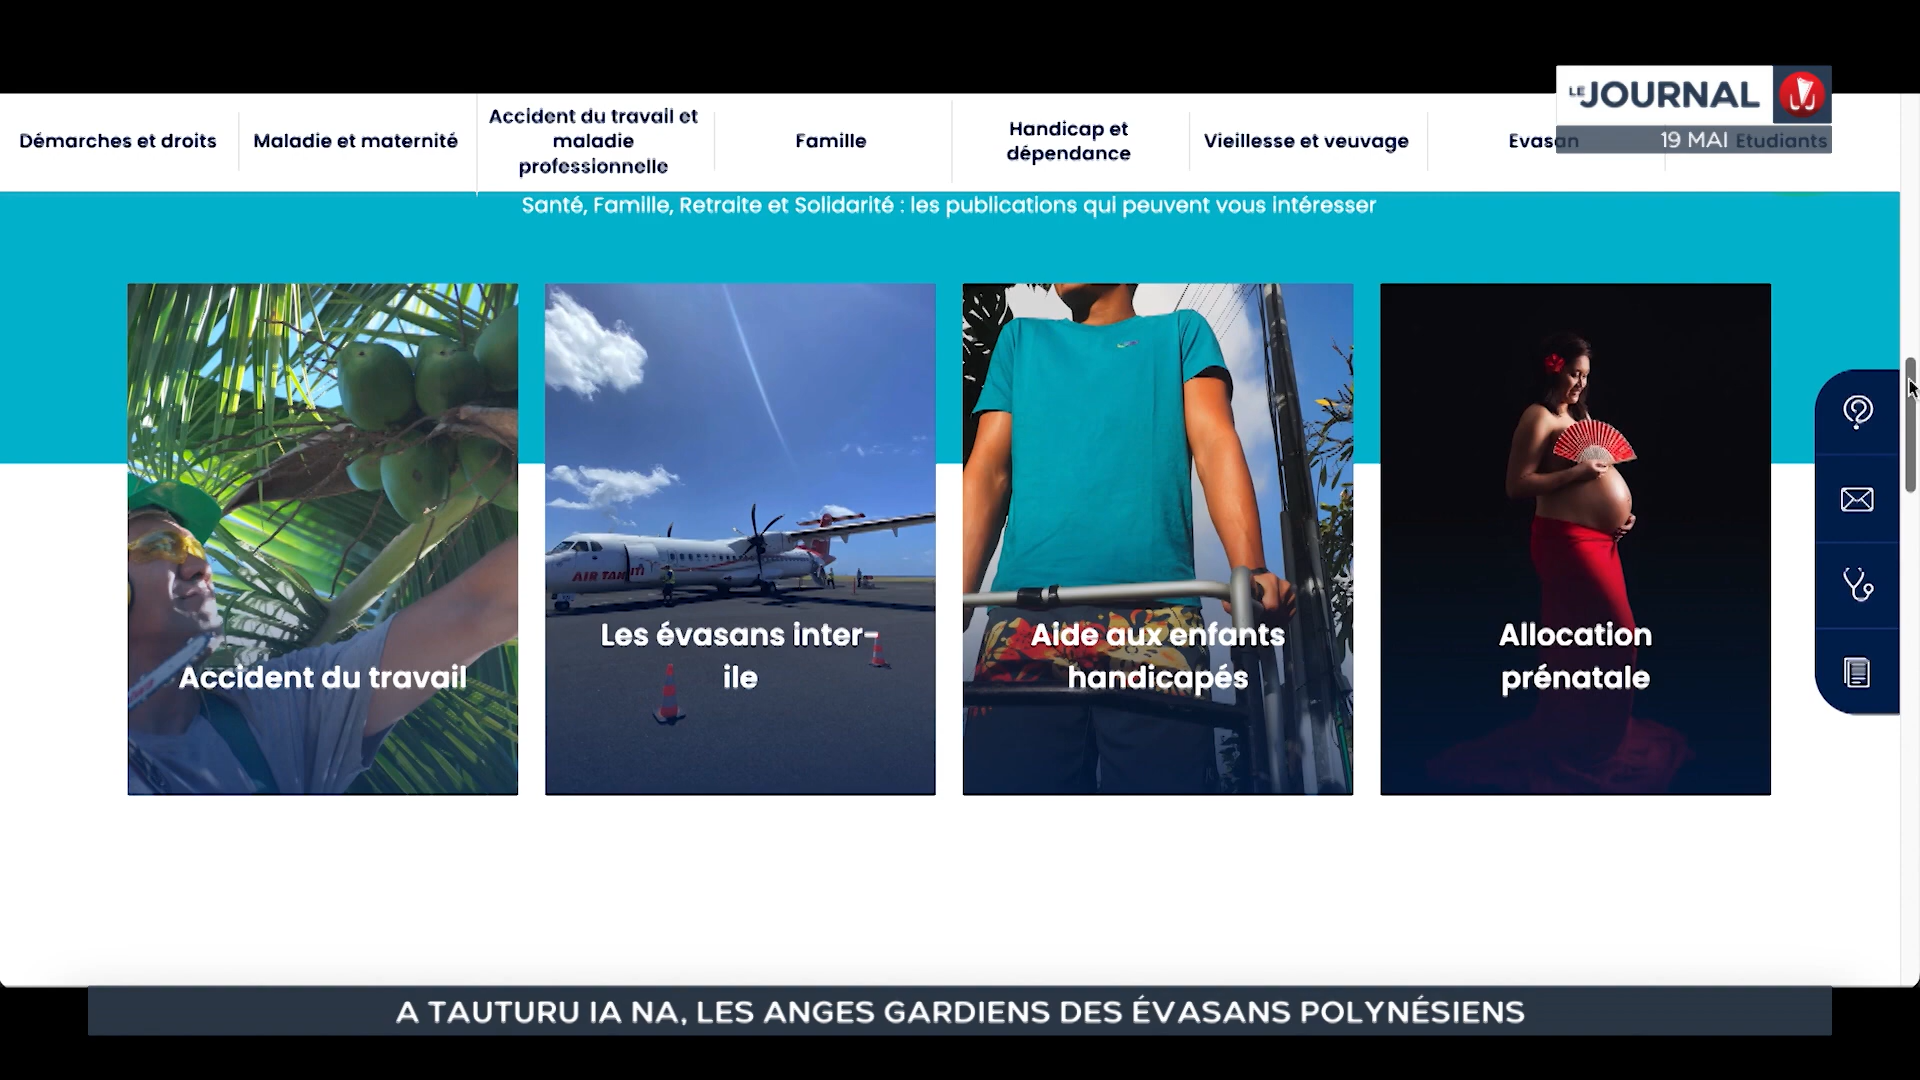 LE JOURNAL
19 MAI
Démarches et droits
Maladie et maternité
Accident du travail et
maladie
professionnelle
Famille
Handicap et
dépendance
Vieillesse et veuvage
Evasan
Etudiants
Santé, Famille, Retraite et Solidarité : les publications qui peuvent vous intéresser
AIR TAHITI
Accident du travail
Les évasans inter-
ile
Aide aux enfants
handicapés
Allocation
prénatale
A TAUTURU IA NA, LES ANGES GARDIENS DES ÉVASANS POLYNÉSIENS